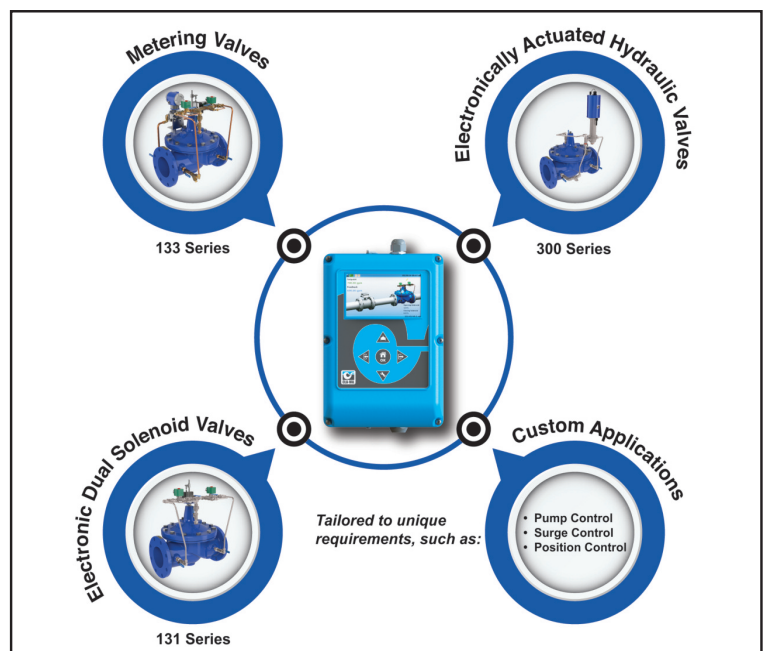 Metering Valves
Electronically Actuated Hydraulic Valves
133 Series
300 Series
Electronic Dual Solenoid Valves
Custom Applications
Tailored to unique
requirements, such as:
• Pump Control
• Surge Control
• Position Control
131 Series